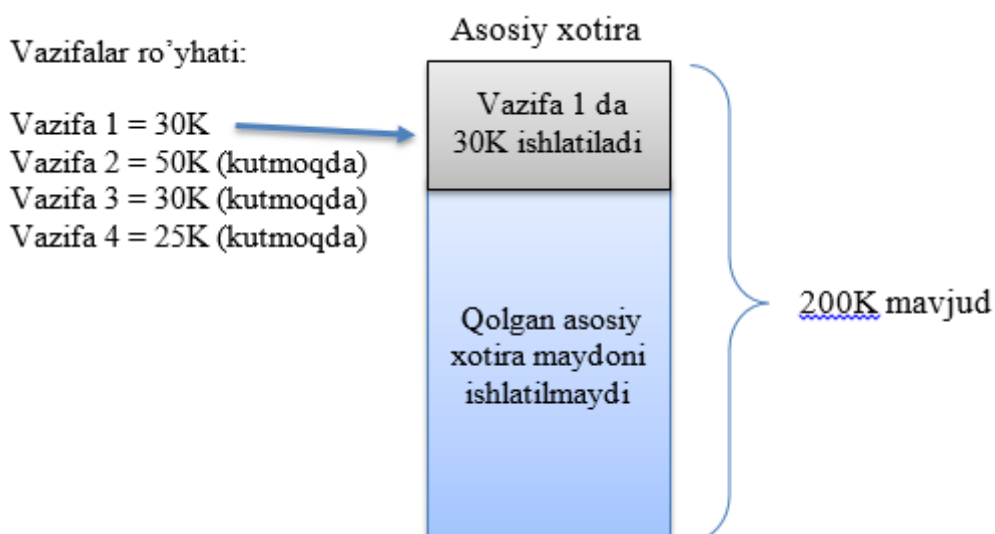 Asosiy xotira
Vazifalar ro’yhati:
Vazifa 1 = 30K
Vazifa 2 = 50K (kutmoqda)
Vazifa 3 = 30K (kutmoqda)
Vazifa 4 = 25K (kutmoqda)
Vazifa 1 da
30K ishlatiladi
Qolgan asosiy
xotira maydoni
ishlatilmaydi
200K mavjud